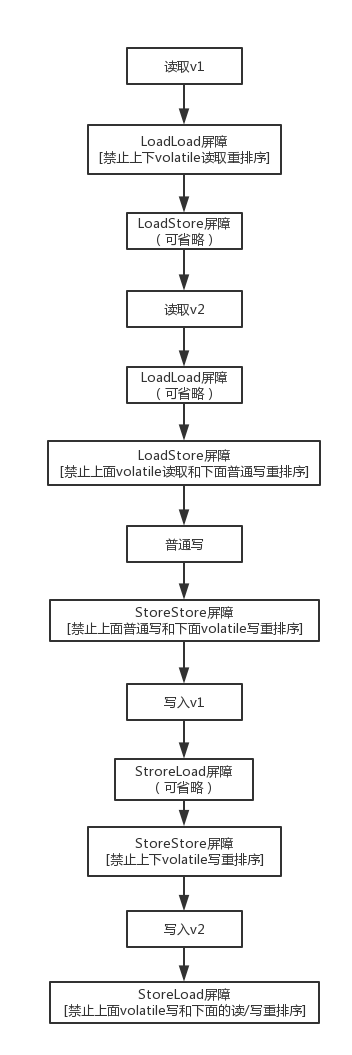 读取v1
LoadLoad屏障
[禁止上下volatile读取重排序]
LoadStore屏障
（可省略）
读取v2
LoadLoad屏障
（可省略）
LoadStore屏障
[禁止上面volatile读取和下面普通写重排序]
普通写
StoreStore屏障
[禁止上面普通写和下面volatile写重排序]
写入v1
StroreLoad屏障
（可省略）
StoreStore屏障
[禁止上下volatile写重排序]
写入v2
StoreLoad屏障
[禁止上面volatile写和下面的读/写重排序]